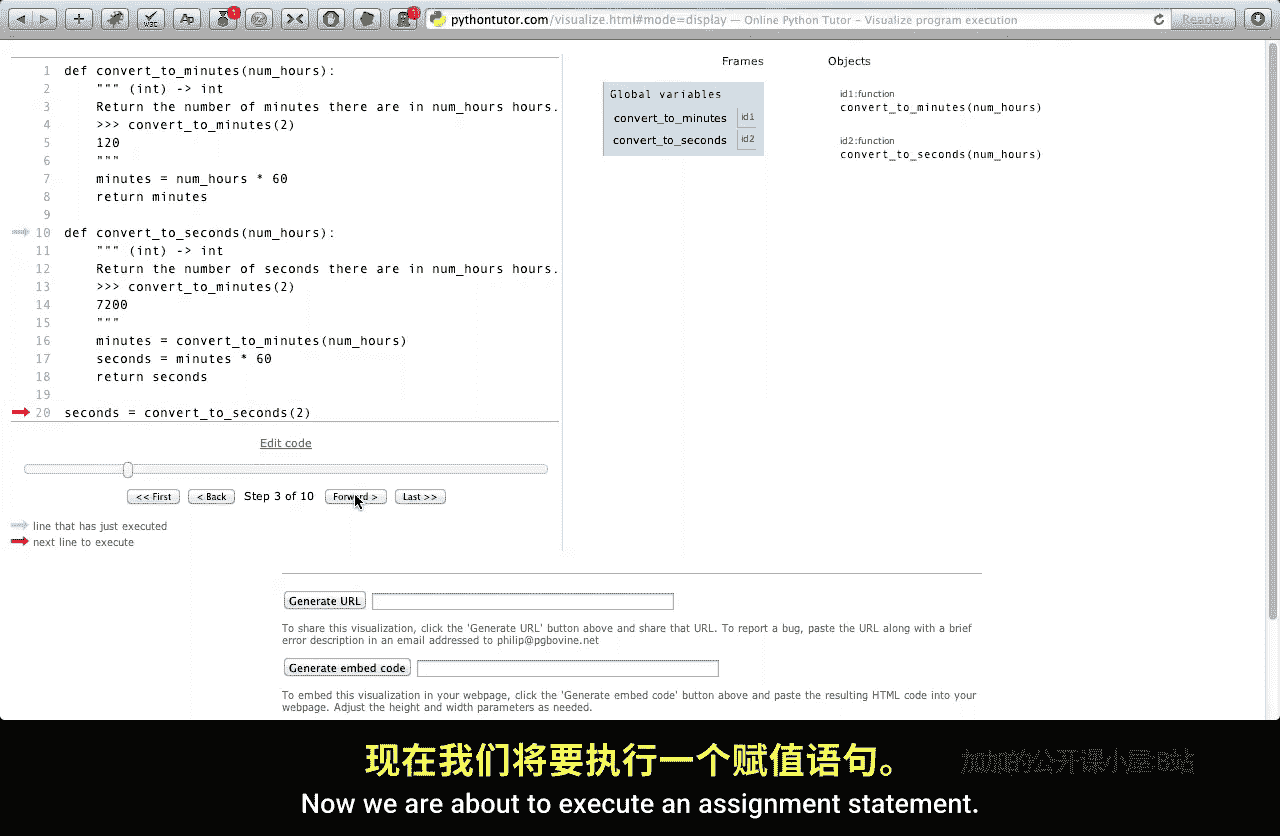 pythontutor.com/visualize.html#mode=display — Online Python Tutor – Visualize program execution
Reader
1 def convert_to_minutes(num_hours):
2 """ (int) -> int
3 Return the number of minutes there are in num_hours hours.
4 >>> convert_to_minutes(2)
5 120
6 """
7 minutes = num_hours * 60
8 return minutes
9
10 def convert_to_seconds(num_hours):
11 """ (int) -> int
12 Return the number of seconds there are in num_hours hours.
13 >>> convert_to_minutes(2)
14 7200
15 """
16 minutes = convert_to_minutes(num_hours)
17 seconds = minutes * 60
18 return seconds
19
20 seconds = convert_to_seconds(2)
Edit code
<< First < Back Step 3 of 10 Forward > Last >>
line that has just executed
next line to execute
Frames
Global variables
convert_to_minutes id1
convert_to_seconds id2
Objects
id1:function
convert_to_minutes(num_hours)
id2:function
convert_to_seconds(num_hours)
Generate URL
To share this visualization, click the 'Generate URL' button above and share that URL. To report a bug, paste the URL along with a brief
error description in an email addressed to philip@pgbovine.net
Generate embed code
To embed this visualization in your webpage, click the 'Generate embed code' button above and paste the resulting HTML code into your
webpage. Adjust the height and width parameters as needed.
现在我们将要执行一个赋值语句。
加加的公开课小屋:B站
Now we are about to execute an assignment statement.